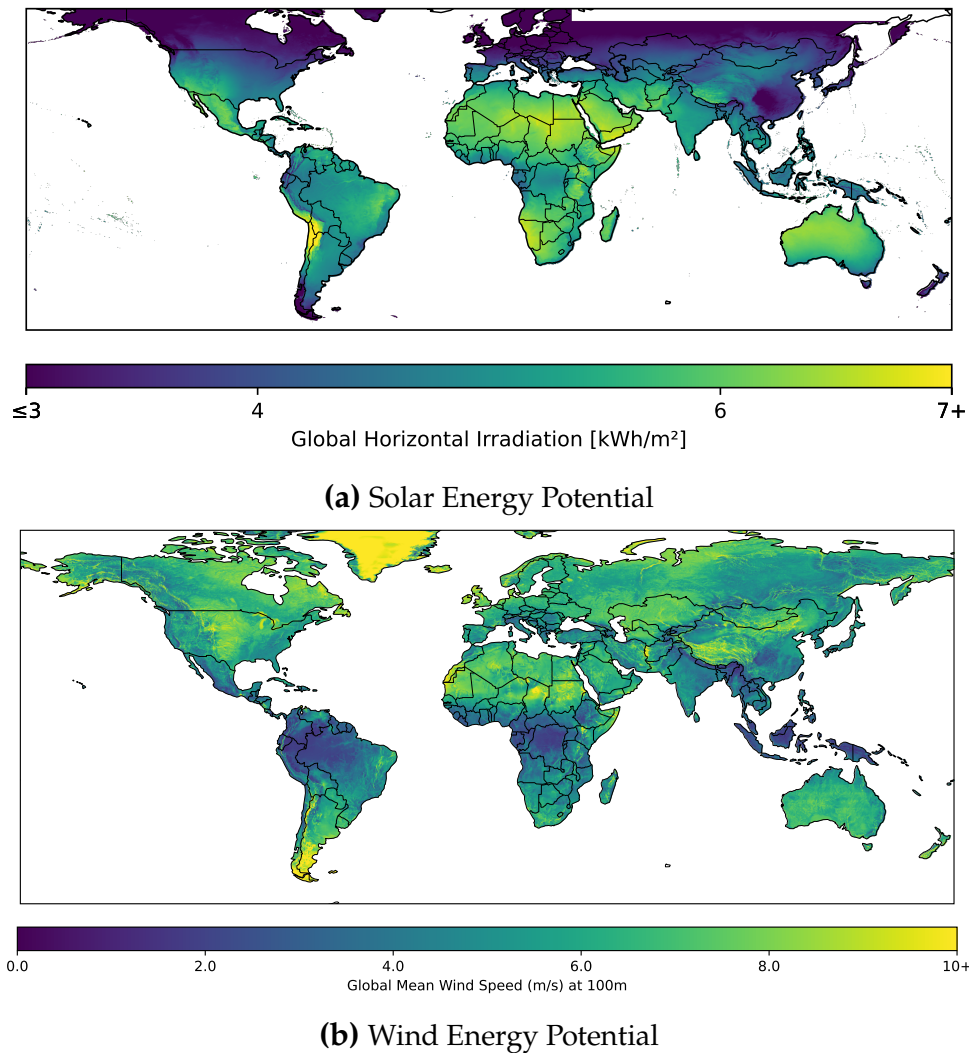 ≤3 4 6 7+
Global Horizontal Irradiation [kWh/m²]
(a) Solar Energy Potential
0.0 2.0 4.0 6.0 8.0 10+
Global Mean Wind Speed (m/s) at 100m
(b) Wind Energy Potential